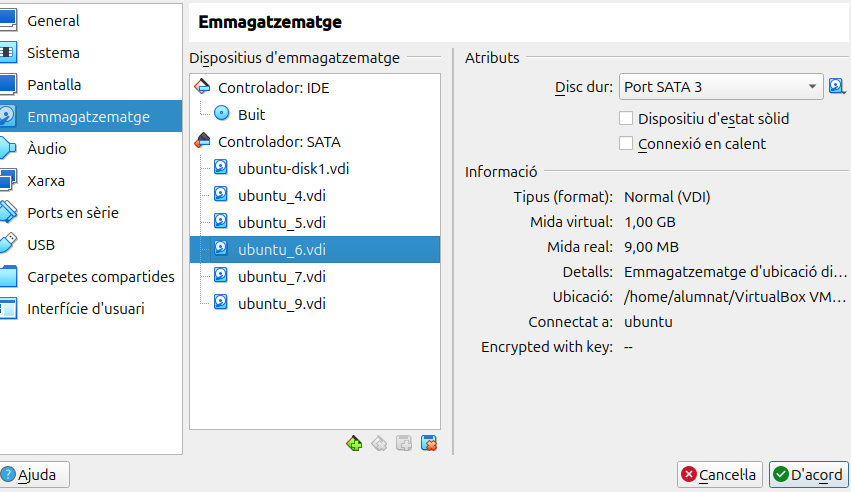 General
Sistema
Pantalla
Emmagatzematge
Àudio
Xarxa
Ports en sèrie
USB
Carpetes compartides
Interfície d'usuari
Emmagatzematge
Dispositius d'emmagatzematge
Controlador: IDE
Buit
Controlador: SATA
ubuntu-disk1.vdi
ubuntu_4.vdi
ubuntu_5.vdi
ubuntu_6.vdi
ubuntu_7.vdi
ubuntu_9.vdi
Atributs
Disc dur: Port SATA 3
Dispositiu d'estat sòlid
Connexió en calent
Informació
Tipus (format): Normal (VDI)
Mida virtual: 1,00 GB
Mida real: 9,00 MB
Detalls: Emmagatzematge d'ubicació di...
Ubicació: /home/alumnat/VirtualBox VM...
Connectat a: ubuntu
Encrypted with key: --
Ajuda
Cancel·la
D'acord